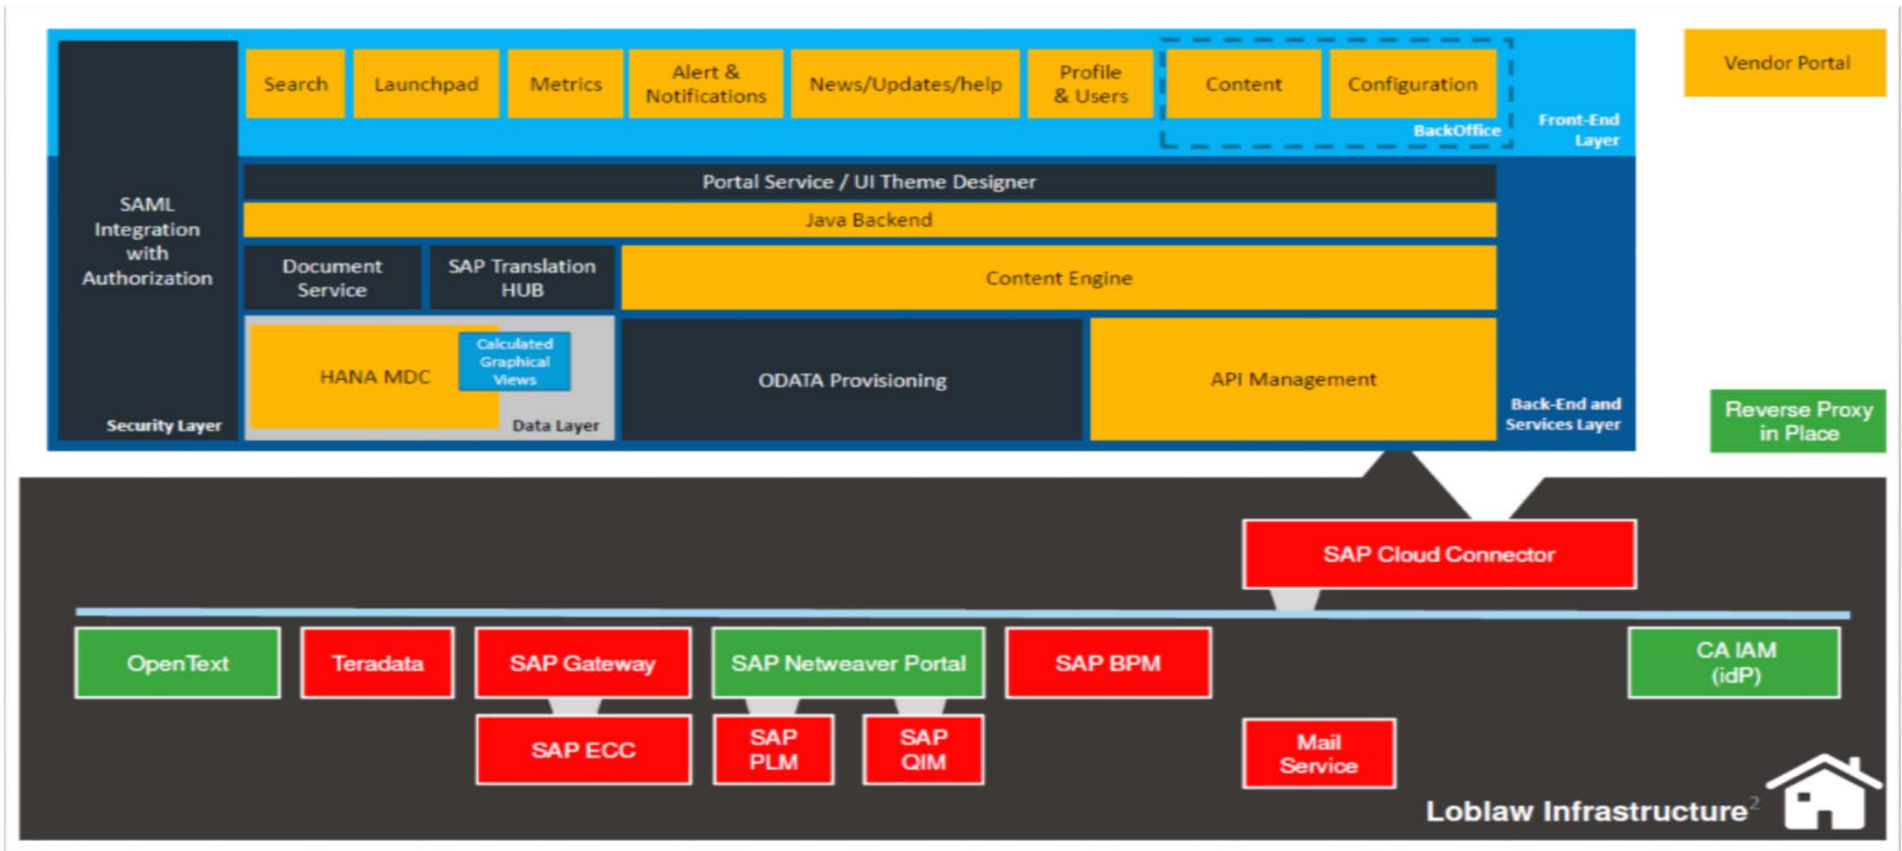 Search
Launchpad
Metrics
Alert &
Notifications
News/Updates/help
Profile
& Users
Content
Configuration
BackOffice
Front-End
Layer
Vendor Portal
SAML
Integration
with
Authorization
Security Layer
Portal Service / UI Theme Designer
Java Backend
Document
Service
SAP Translation
HUB
Content Engine
HANA MDC
Calculated
Graphical
Views
Data Layer
ODATA Provisioning
API Management
Back-End and
Services Layer
Reverse Proxy
in Place
SAP Cloud Connector
OpenText
Teradata
SAP Gateway
SAP Netweaver Portal
SAP BPM
CA IAM
(idP)
SAP ECC
SAP
PLM
SAP
QIM
Mail
Service
Loblaw Infrastructure2